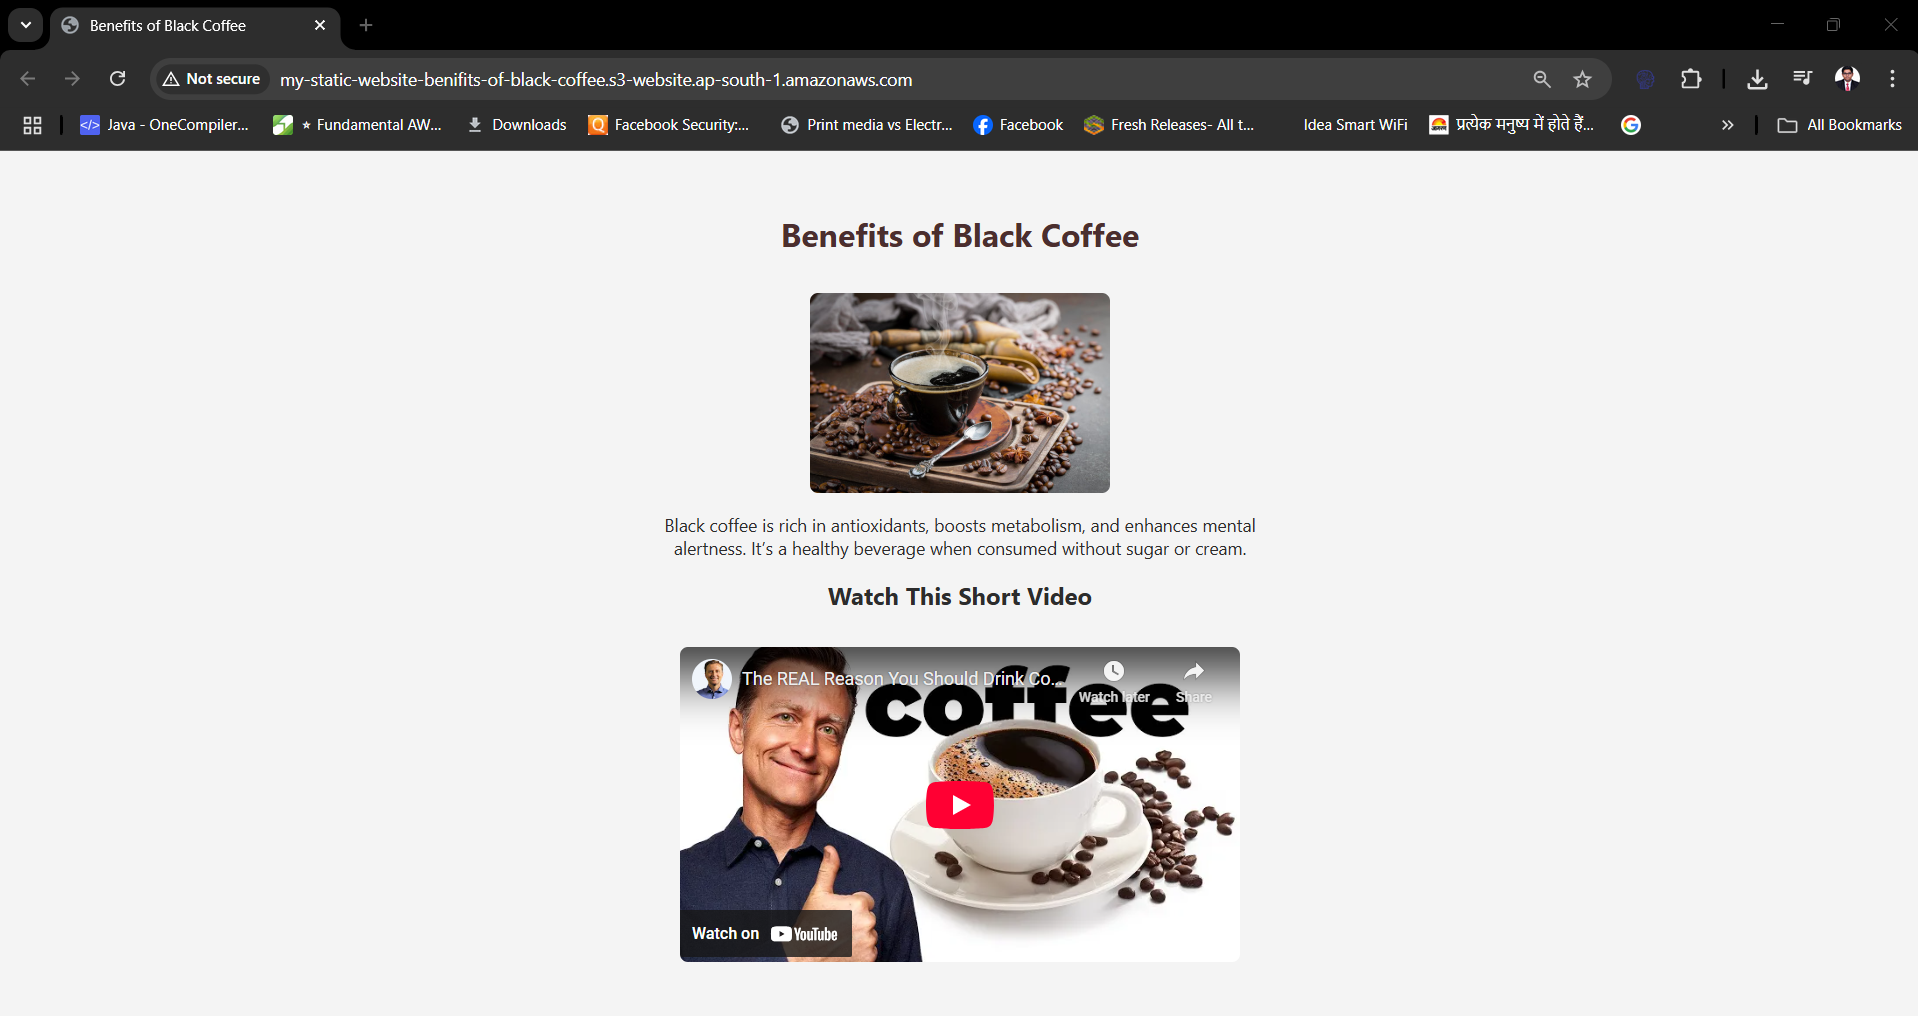 Benefits of Black Coffee
Not secure my-static-website-benifits-of-black-coffee.s3-website.ap-south-1.amazonaws.com
Java - OneCompiler... ★ Fundamental AW... Downloads Facebook Security:... Print media vs Electr... Facebook Fresh Releases- All t... Idea Smart WiFi प्रत्येक मनुष्य में होते हैं... All Bookmarks
Benefits of Black Coffee
Black coffee is rich in antioxidants, boosts metabolism, and enhances mental
alertness. It’s a healthy beverage when consumed without sugar or cream.
Watch This Short Video
The REAL Reason You Should Drink Co...
Watch later Share
coffee
Watch on YouTube